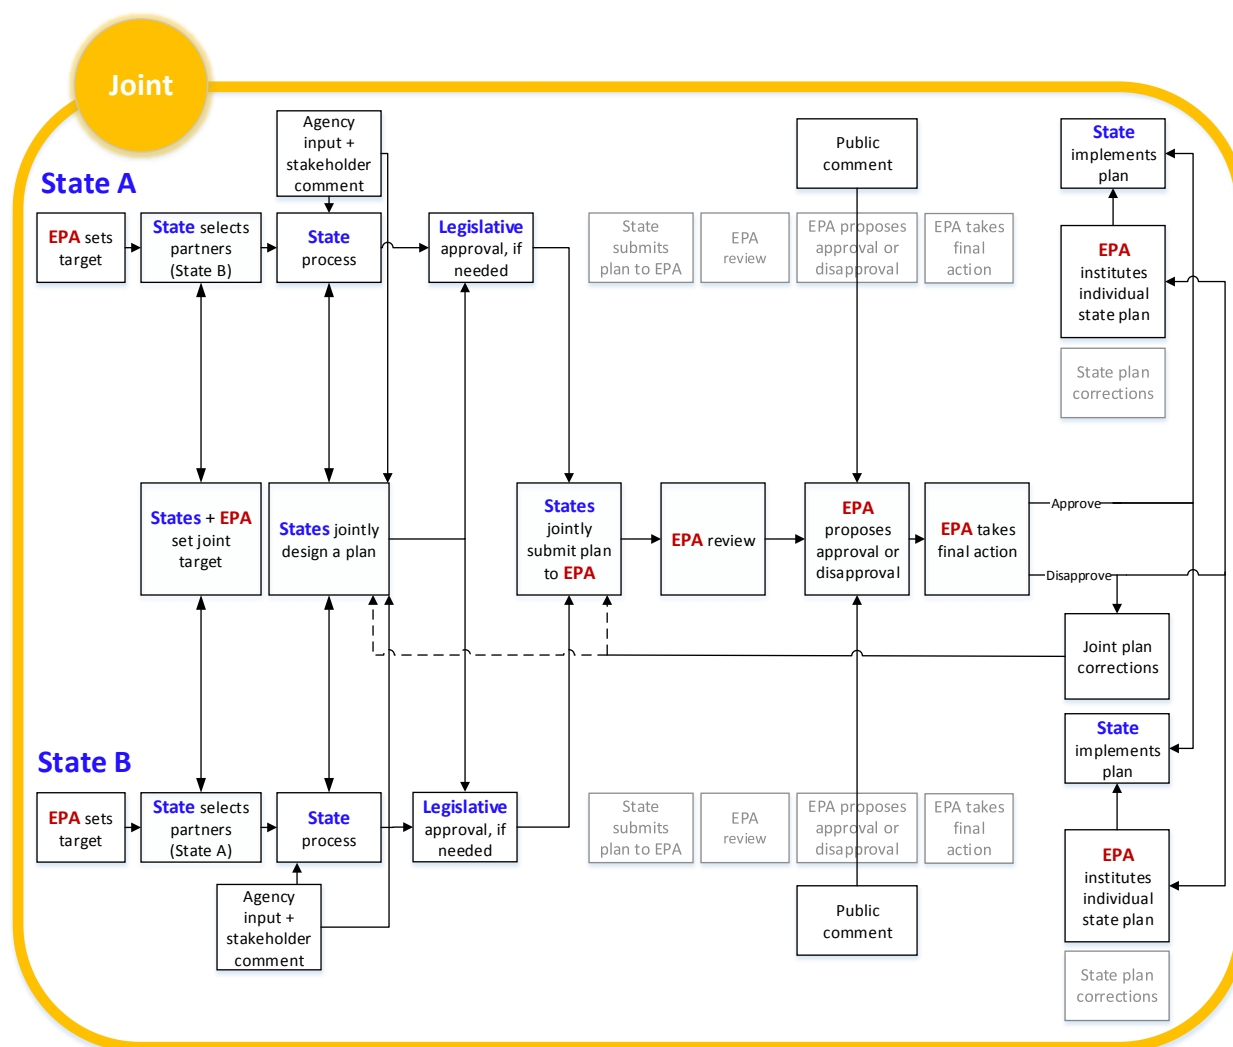 Joint
State A
Agency
input +
stakeholder
comment
Public
comment
State
implements
plan
EPA sets
target
State selects
partners
(State B)
State
process
Legislative
approval, if
needed
State
submits
plan to EPA
EPA
review
EPA proposes
approval or
disapproval
EPA takes
final
action
EPA
institutes
individual
state plan
State plan
corrections
States + EPA
set joint
target
States jointly
design a plan
States
jointly
submit plan
to EPA
EPA review
EPA
proposes
approval or
disapproval
EPA takes
final action
Approve
Disapprove
Joint plan
corrections
State B
State
implements
plan
EPA sets
target
State selects
partners
(State A)
State
process
Legislative
approval, if
needed
State
submits
plan to EPA
EPA
review
EPA proposes
approval or
disapproval
EPA takes
final
action
EPA
institutes
individual
state plan
Agency
input +
stakeholder
comment
Public
comment
State plan
corrections